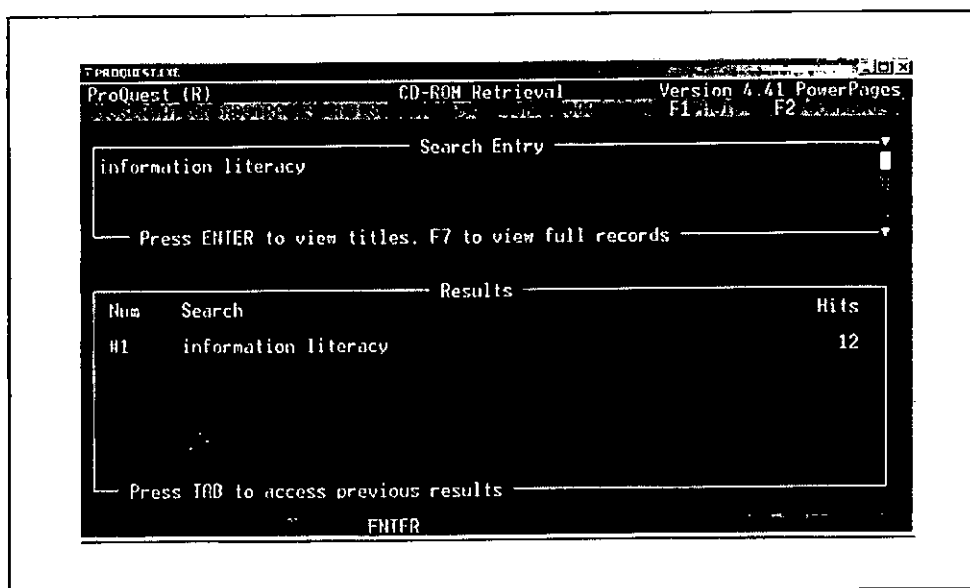 PROQUEST.EXE
ProQuest (R) CD-ROM Retrieval Version 4.41 PowerPages
F1 F2
Search Entry
information literacy
Press ENTER to view titles. F7 to view full records
Results
Num Search Hits
#1 information literacy 12
Press TAB to access previous results
ENTER